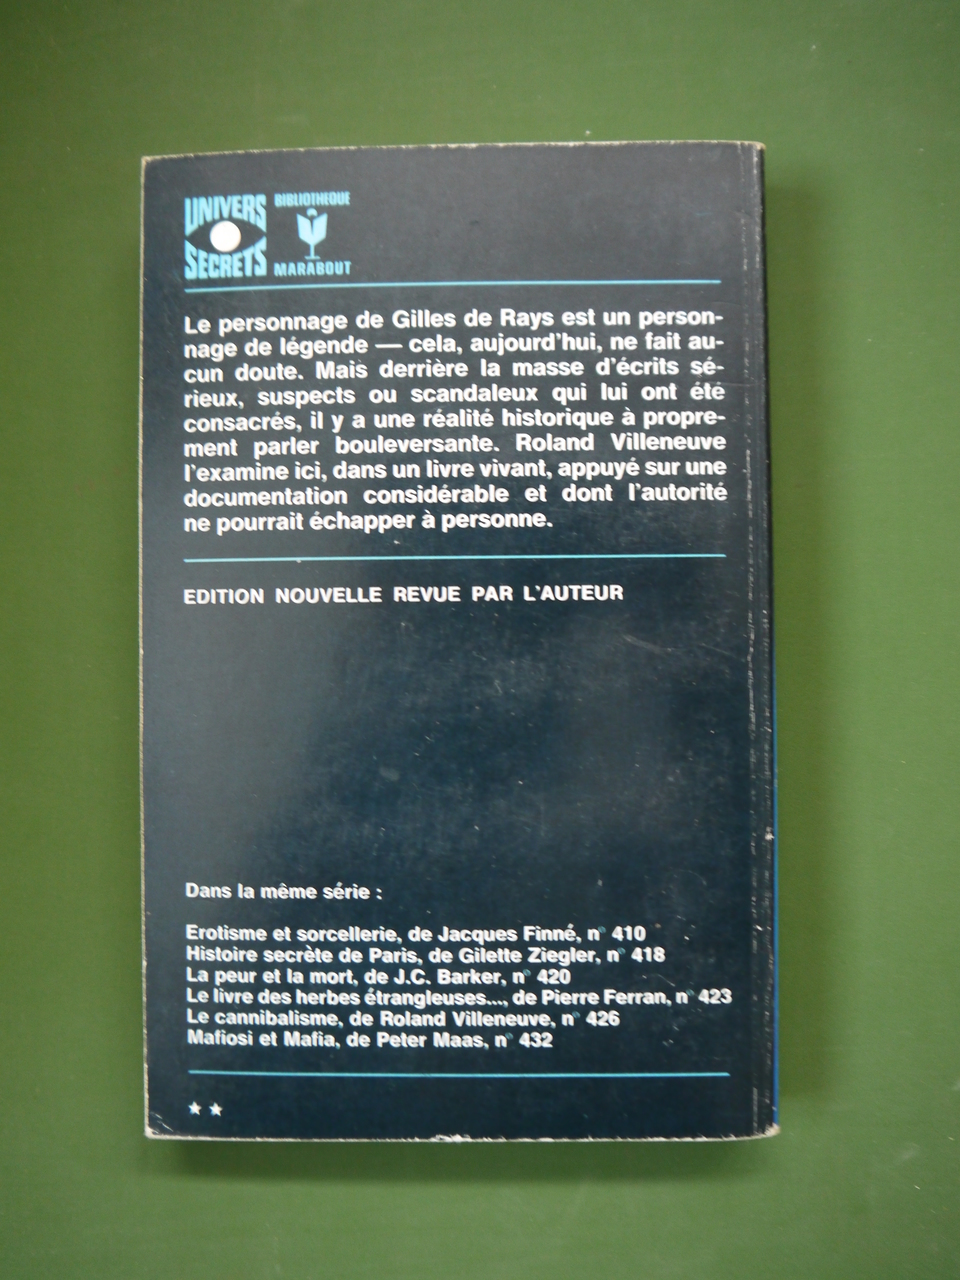 UNIVERS
SECRETS
BIBLIOTHEQUE
MARABOUT
Le personnage de Gilles de Rays est un person-
nage de légende — cela, aujourd'hui, ne fait au-
cun doute. Mais derrière la masse d'écrits sé-
rieux, suspects ou scandaleux qui lui ont été
consacrés, il y a une réalité historique à propre-
ment parler bouleversante. Roland Villeneuve
l'examine ici, dans un livre vivant, appuyé sur une
documentation considérable et dont l'autorité
ne pourrait échapper à personne.
EDITION NOUVELLE REVUE PAR L'AUTEUR
Dans la même série :
Erotisme et sorcellerie, de Jacques Finné, n° 410
Histoire secrète de Paris, de Gilette Ziegler, n° 418
La peur et la mort, de J.C. Barker, n° 420
Le livre des herbes étrangleuses..., de Pierre Ferran, n° 423
Le cannibalisme, de Roland Villeneuve, n° 426
Mafiosi et Mafia, de Peter Maas, n° 432
★★